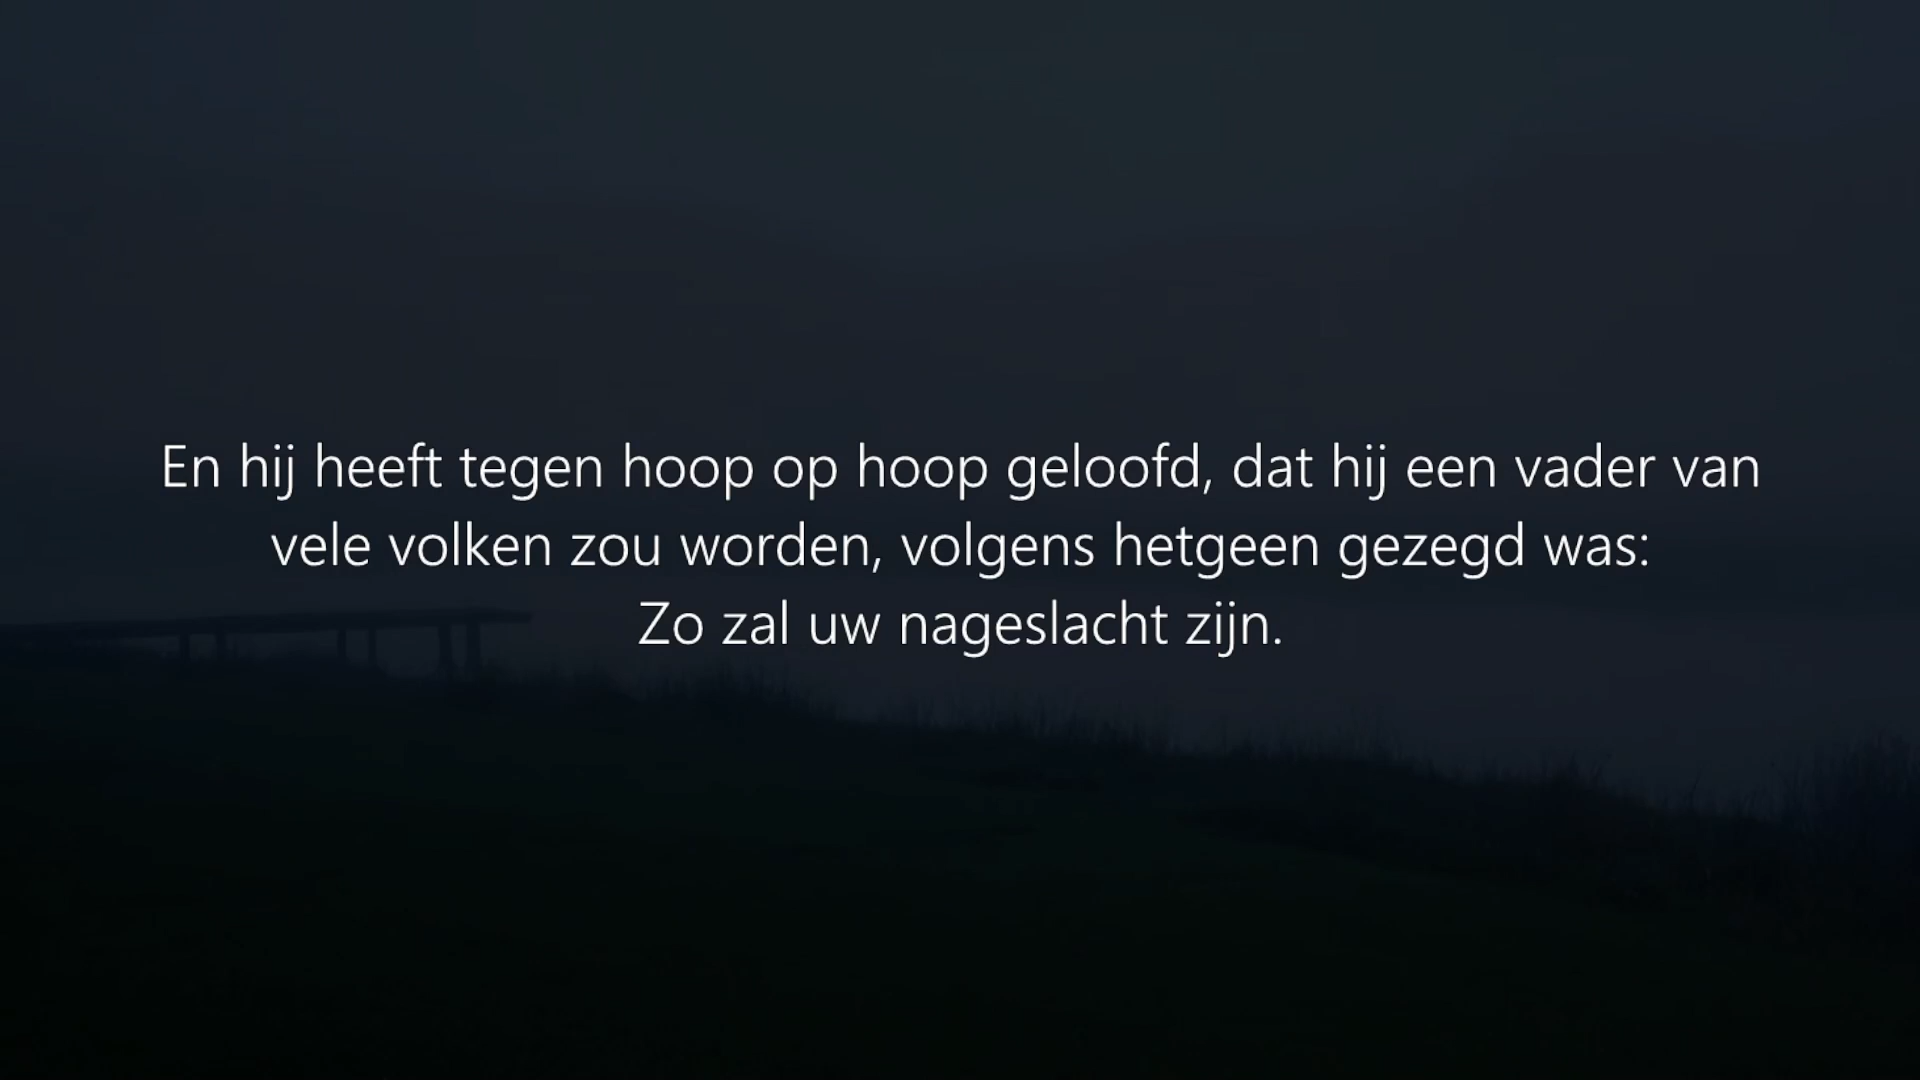 En hij heeft tegen hoop op hoop geloofd, dat hij een vader van
vele volken zou worden, volgens hetgeen gezegd was:
Zo zal uw nageslacht zijn.